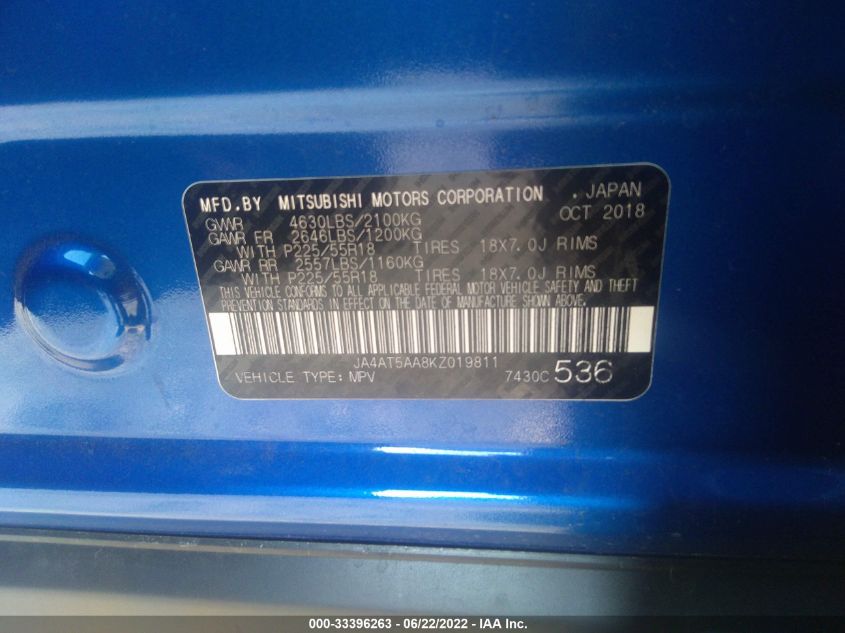 MFD.BY MITSUBISHI MOTORS CORPORATION . JAPAN
GVWR 4630LBS/2100KG OCT 2018
GAWR FR 2646LBS/1200KG
WITH P225/55R18 TIRES 18X7.0J RIMS
GAWR RR 2557LBS/1160KG
WITH P225/55R18 TIRES 18X7.0J RIMS
THIS VEHICLE CONFORMS TO ALL APPLICABLE FEDERAL MOTOR VEHICLE SAFETY AND THEFT
PREVENTION STANDARDS IN EFFECT ON THE DATE OF MANUFACTURE SHOWN ABOVE.
JA4AT5AA8KZ019811
VEHICLE TYPE: MPV 7430C 536
000-33396263 - 06/22/2022 - IAA Inc.